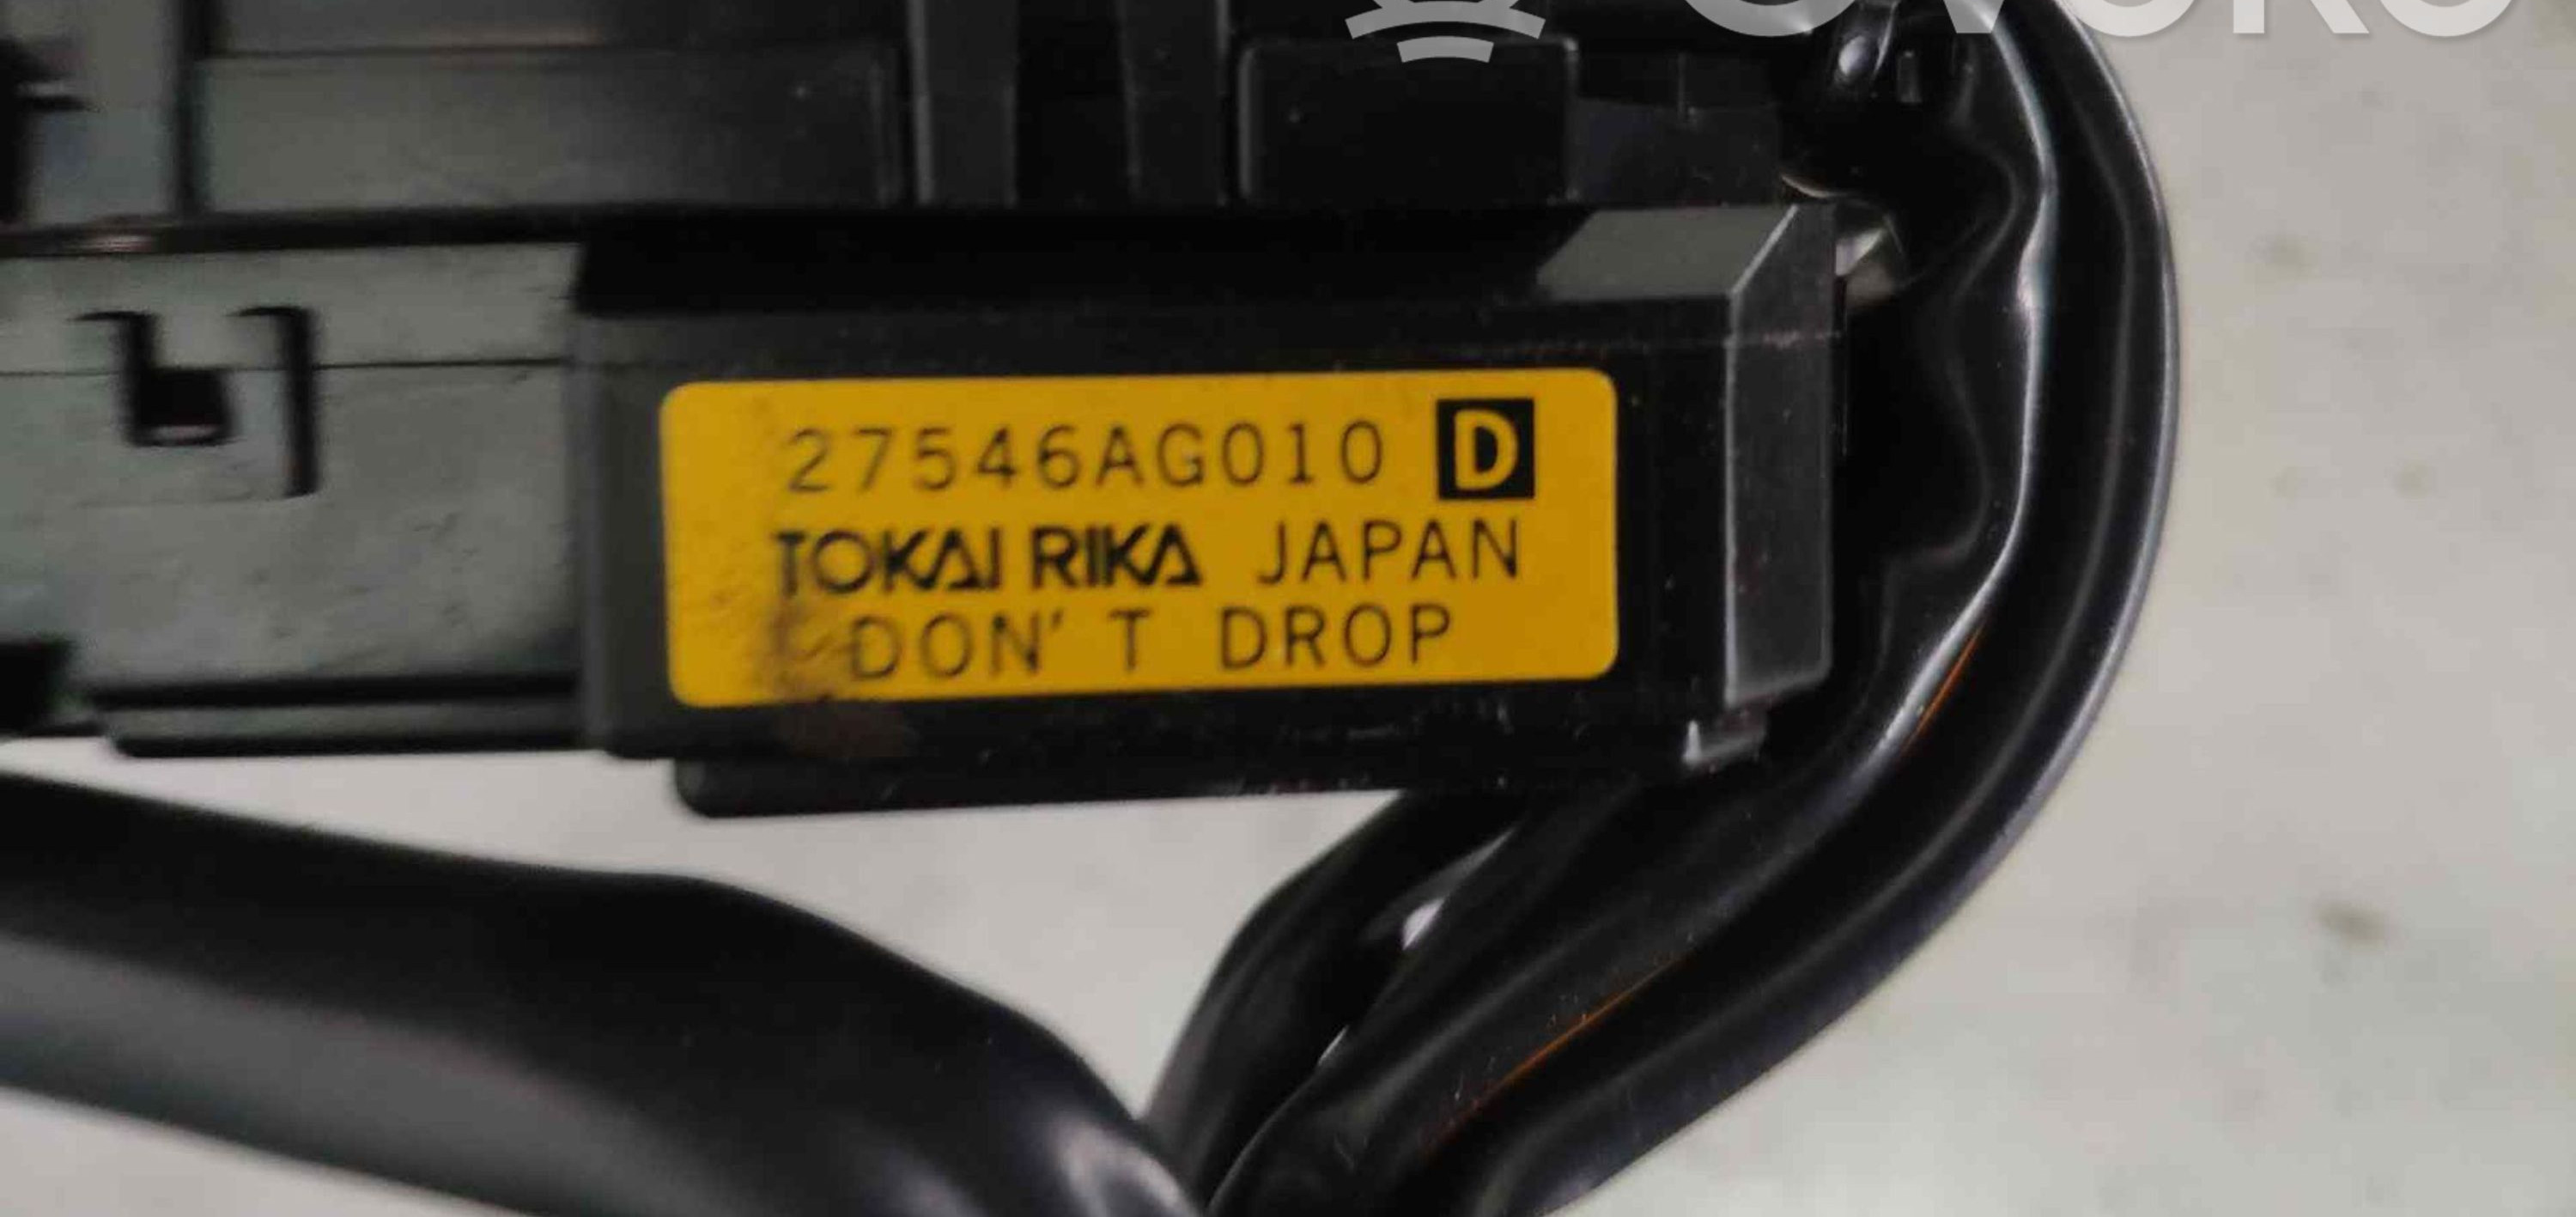 27546AG010 D
TOKAI RIKA JAPAN
DON'T DROP